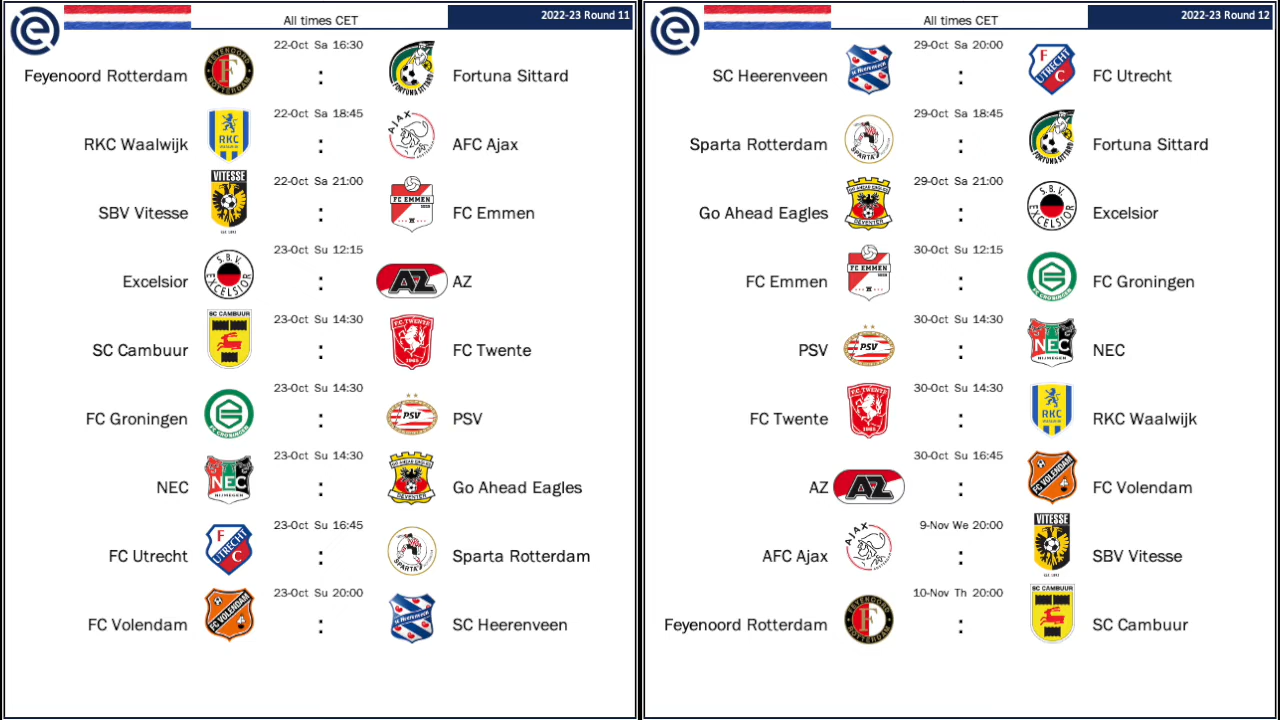 All times CET
2022-23 Round 11
22-Oct Sa 16:30
Feyenoord Rotterdam : Fortuna Sittard
22-Oct Sa 18:45
RKC Waalwijk : AFC Ajax
22-Oct Sa 21:00
SBV Vitesse : FC Emmen
23-Oct Su 12:15
Excelsior : AZ
23-Oct Su 14:30
SC Cambuur : FC Twente
23-Oct Su 14:30
FC Groningen : PSV
23-Oct Su 14:30
NEC : Go Ahead Eagles
23-Oct Su 16:45
FC Utrecht : Sparta Rotterdam
23-Oct Su 20:00
FC Volendam : SC Heerenveen
All times CET
2022-23 Round 12
29-Oct Sa 20:00
SC Heerenveen : FC Utrecht
29-Oct Sa 18:45
Sparta Rotterdam : Fortuna Sittard
29-Oct Sa 21:00
Go Ahead Eagles : Excelsior
30-Oct Su 12:15
FC Emmen : FC Groningen
30-Oct Su 14:30
PSV : NEC
30-Oct Su 14:30
FC Twente : RKC Waalwijk
30-Oct Su 16:45
AZ : FC Volendam
9-Nov We 20:00
AFC Ajax : SBV Vitesse
10-Nov Th 20:00
Feyenoord Rotterdam : SC Cambuur